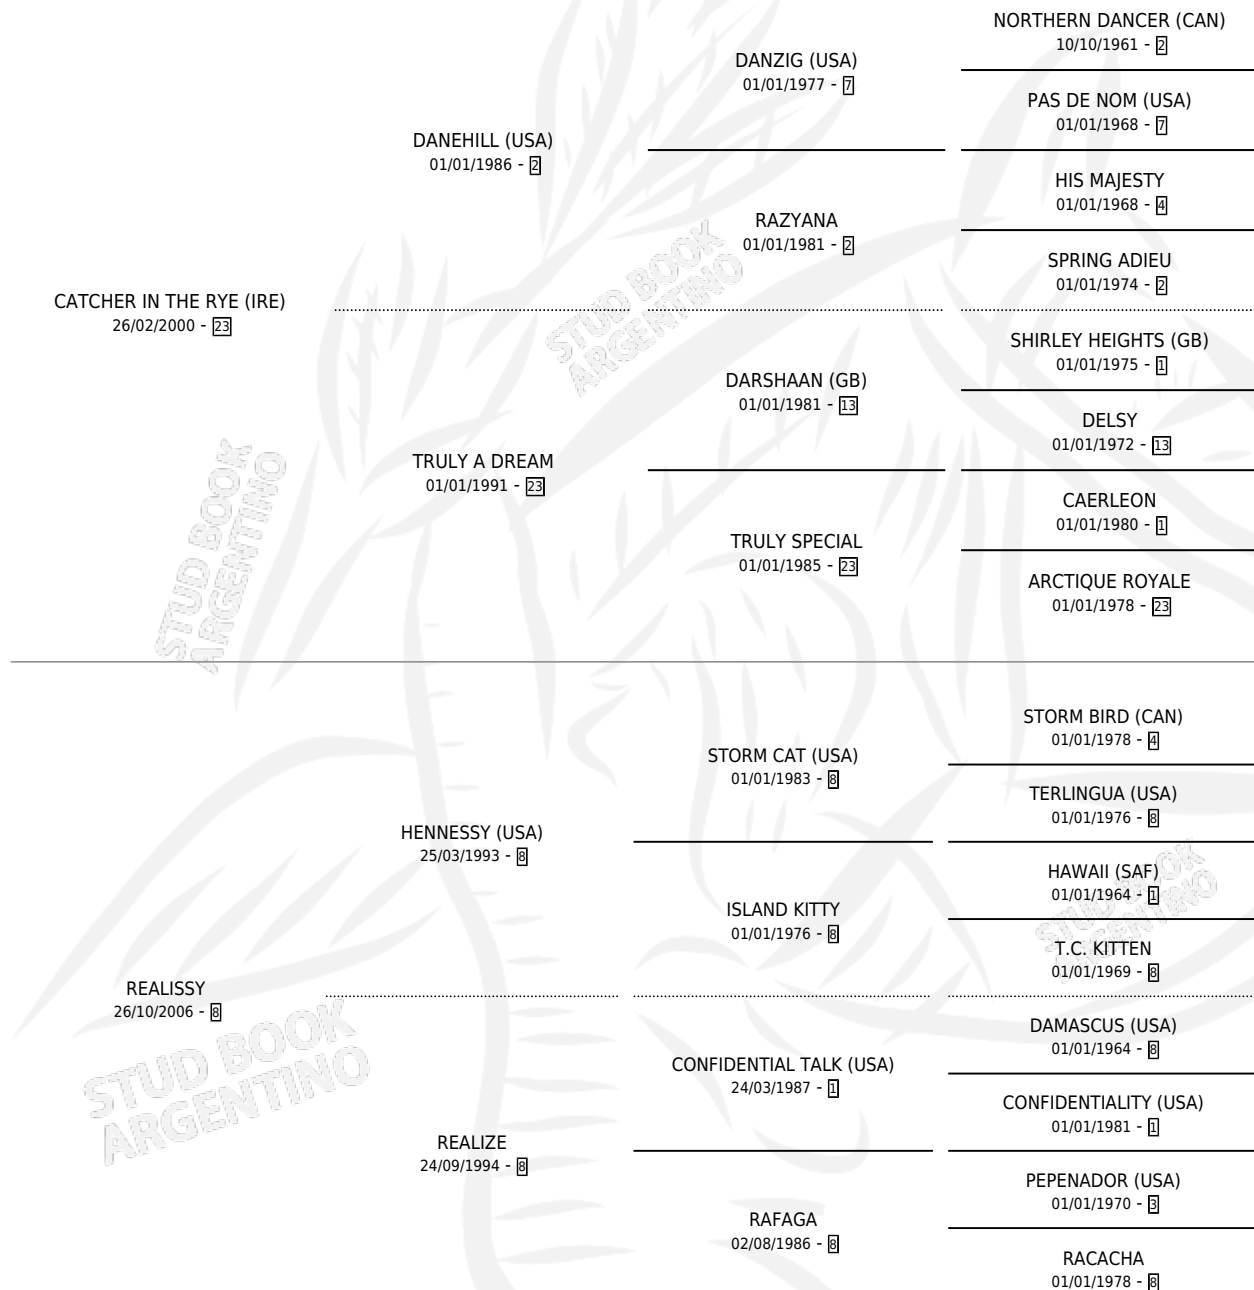 NORTHERN DANCER (CAN)
10/10/1961 - 2
DANZIG (USA)
01/01/1977 - 7
PAS DE NOM (USA)
01/01/1968 - 7
DANEHILL (USA)
01/01/1986 - 2
HIS MAJESTY
01/01/1968 - 4
RAZYANA
01/01/1981 - 2
SPRING ADIEU
01/01/1974 - 2
CATCHER IN THE RYE (IRE)
26/02/2000 - 23
SHIRLEY HEIGHTS (GB)
01/01/1975 - 1
DARSHAAN (GB)
01/01/1981 - 13
DELSY
01/01/1972 - 13
TRULY A DREAM
01/01/1991 - 23
CAERLEON
01/01/1980 - 1
TRULY SPECIAL
01/01/1985 - 23
ARCTIQUE ROYALE
01/01/1978 - 23
STORM BIRD (CAN)
01/01/1978 - 4
STORM CAT (USA)
01/01/1983 - 8
TERLINGUA (USA)
01/01/1976 - 8
HENNESSY (USA)
25/03/1993 - 8
HAWAII (SAF)
01/01/1964 - 1
ISLAND KITTY
01/01/1976 - 8
T.C. KITTEN
01/01/1969 - 8
REALISSY
26/10/2006 - 8
DAMASCUS (USA)
01/01/1964 - 8
CONFIDENTIAL TALK (USA)
24/03/1987 - 1
CONFIDENTIALITY (USA)
01/01/1981 - 1
REALIZE
24/09/1994 - 8
PEPENADOR (USA)
01/01/1970 - 3
RAFAGA
02/08/1986 - 8
RACACHA
01/01/1978 - 8
STUD BOOK
ARGENTINO
STUD BOOK
ARGENTINO
STUD BOOK
ARGENTINO
STUD BOOK
ARGENTINO